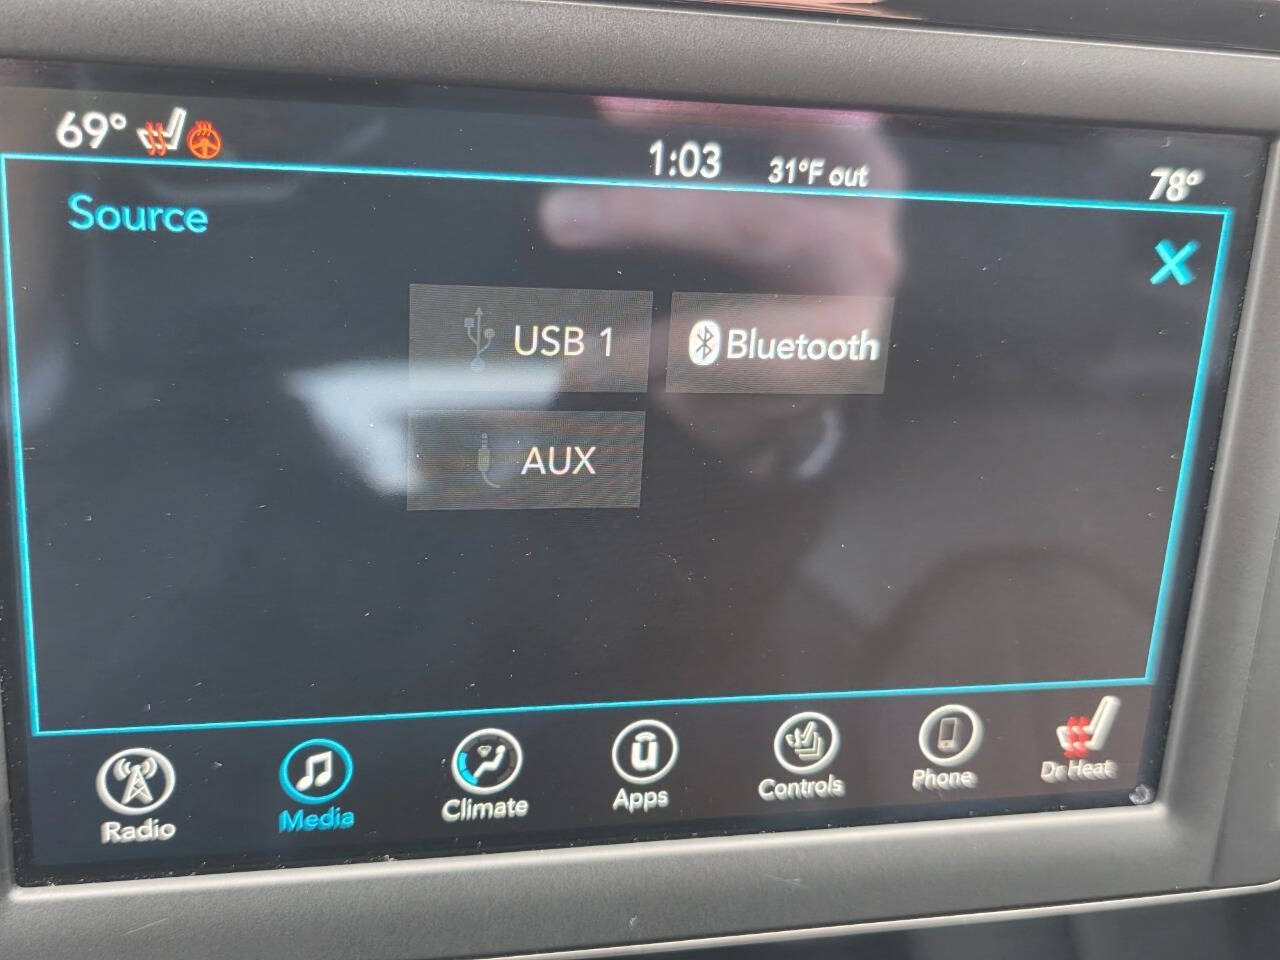 69° 1:03 31°F out 78°
Source X
USB 1 Bluetooth
AUX
Radio Media Climate Apps Controls Phone Dr Heat